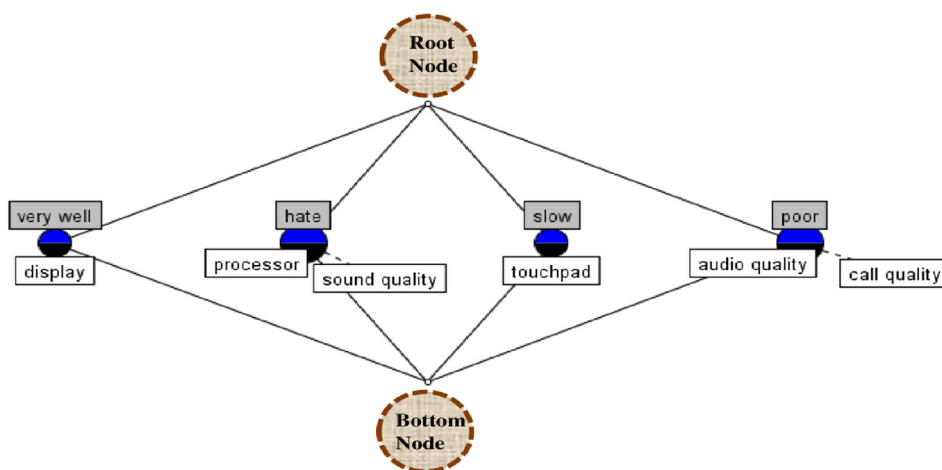 Root
Node
very well
hate
slow
poor
display
processor
sound quality
touchpad
audio quality
call quality
Bottom
Node